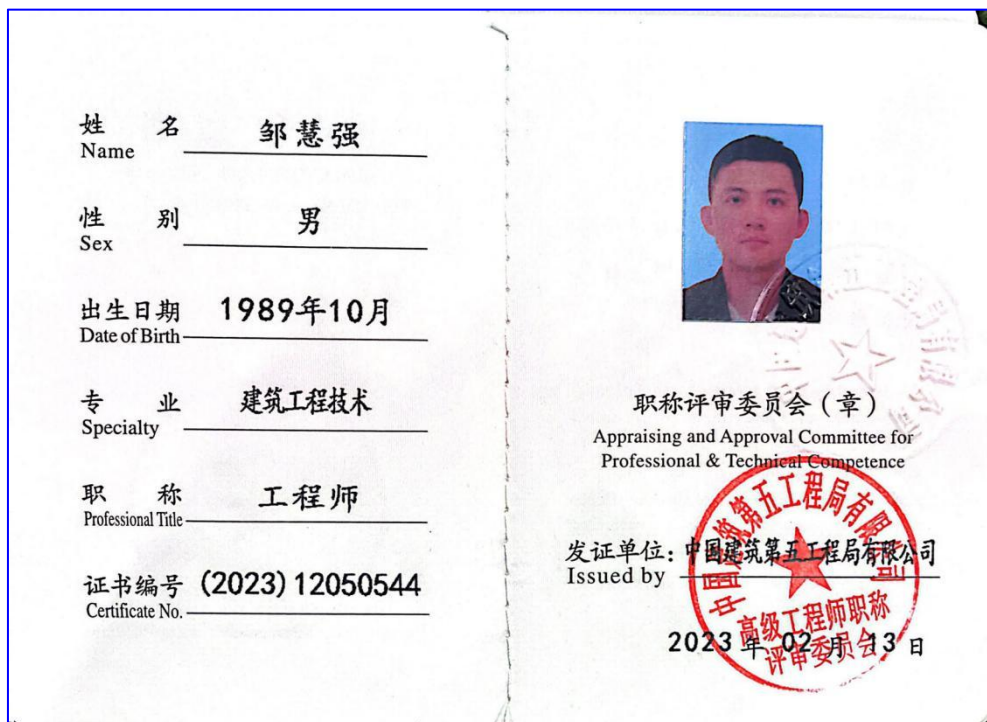 姓 名 邹慧强
Name
性 别 男
Sex
出生日期 1989年10月
Date of Birth
专 业 建筑工程技术
Specialty
职 称 工程师
Professional Title
证书编号 (2023)12050544
Certificate No.
职称评审委员会(章)
Appraising and Approval Committee for
Professional & Technical Competence
发证单位:中国建筑第五工程局有限公司
Issued by
2023 年 02 月 13 日
中国建筑第五工程局有限公司
高级工程师职称
评审委员会